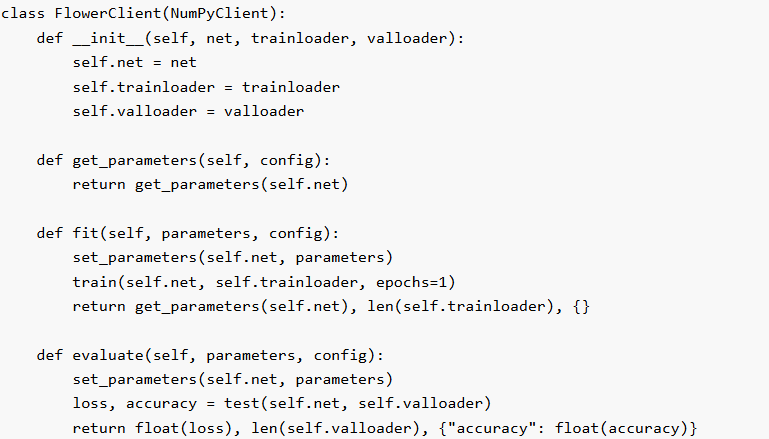 class FlowerClient(NumPyClient):
    def __init__(self, net, trainloader, valloader):
        self.net = net
        self.trainloader = trainloader
        self.valloader = valloader

    def get_parameters(self, config):
        return get_parameters(self.net)

    def fit(self, parameters, config):
        set_parameters(self.net, parameters)
        train(self.net, self.trainloader, epochs=1)
        return get_parameters(self.net), len(self.trainloader), {}

    def evaluate(self, parameters, config):
        set_parameters(self.net, parameters)
        loss, accuracy = test(self.net, self.valloader)
        return float(loss), len(self.valloader), {"accuracy": float(accuracy)}